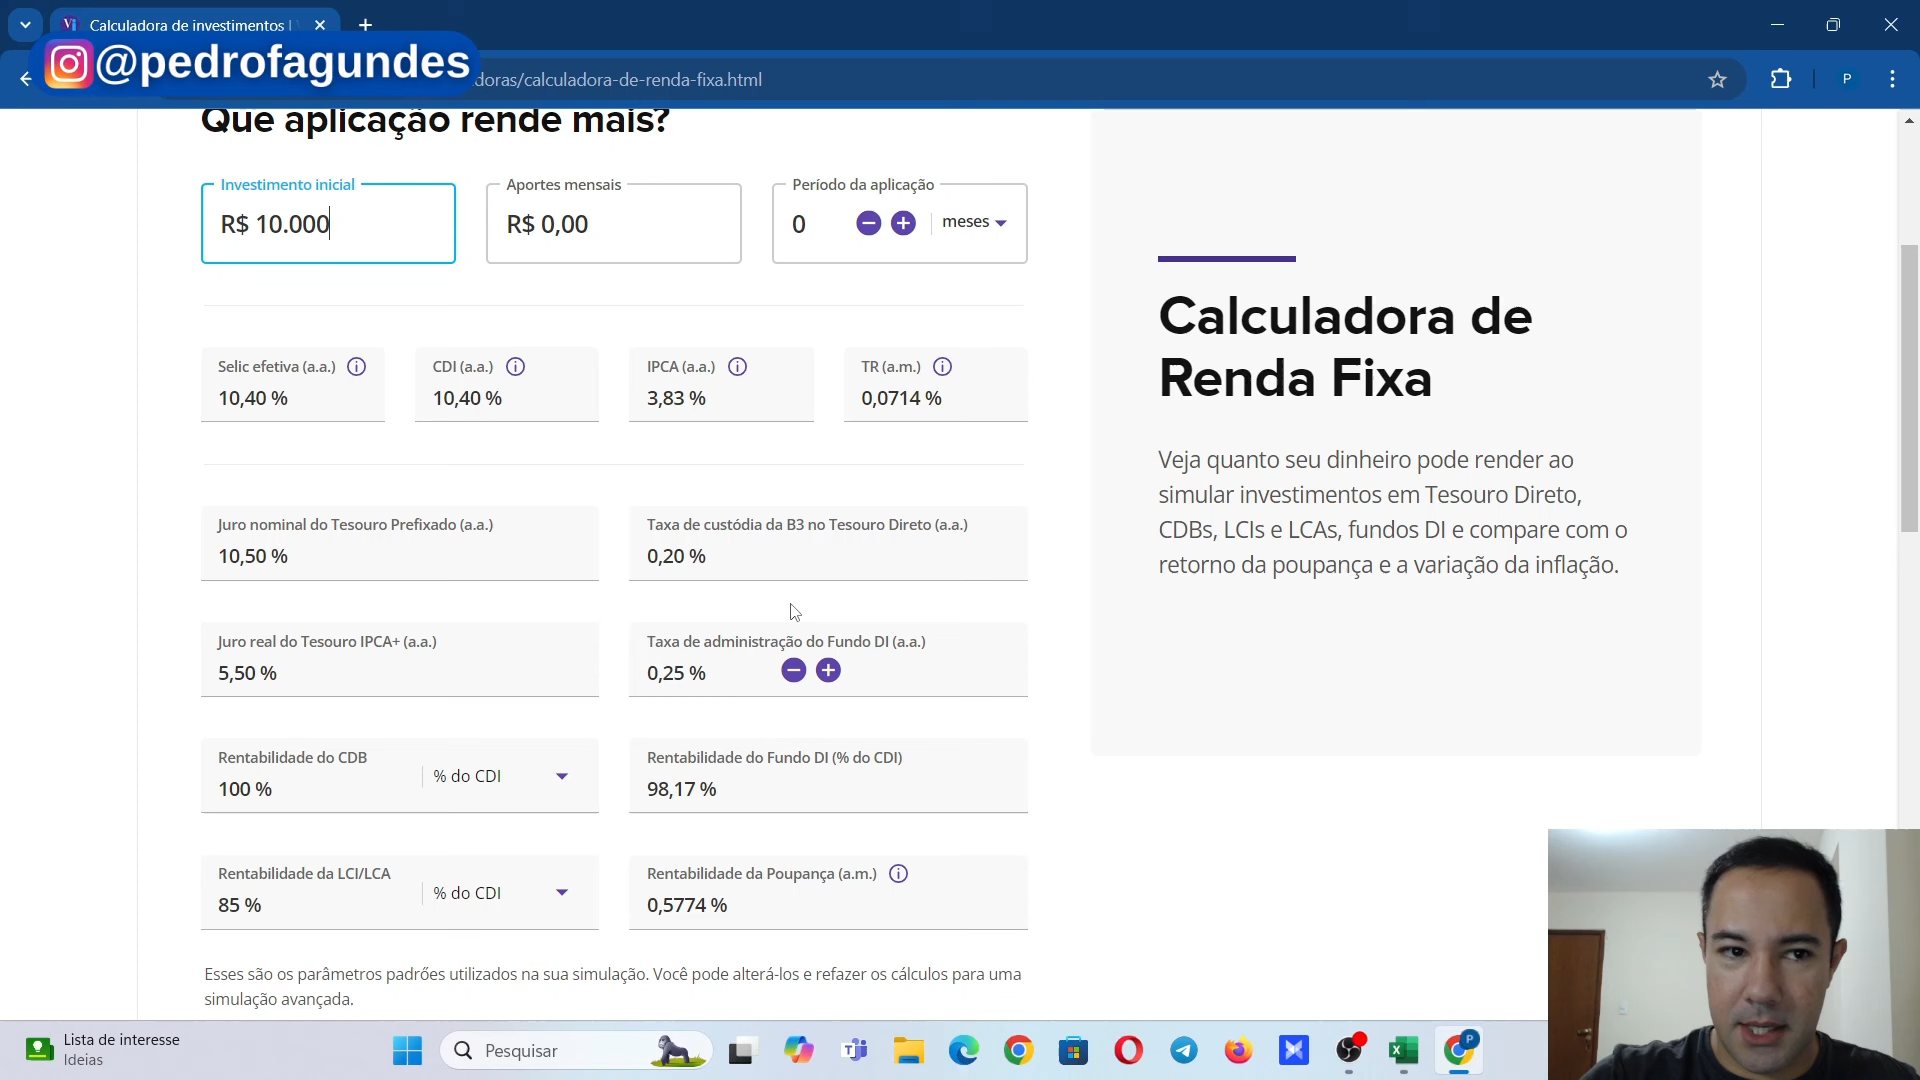 Calculadora de investimentos |
@pedrofagundes
doras/calculadora-de-renda-fixa.html
P
Que aplicação rende mais?
Investimento inicial
R$ 10.000
Aportes mensais
R$ 0,00
Período da aplicação
0
meses
Selic efetiva (a.a.)
10,40 %
CDI (a.a.)
10,40 %
IPCA (a.a.)
3,83 %
TR (a.m.)
0,0714 %
Juro nominal do Tesouro Prefixado (a.a.)
10,50 %
Taxa de custódia da B3 no Tesouro Direto (a.a.)
0,20 %
Juro real do Tesouro IPCA+ (a.a.)
5,50 %
Taxa de administração do Fundo DI (a.a.)
0,25 %
Rentabilidade do CDB
100 %
% do CDI
Rentabilidade do Fundo DI (% do CDI)
98,17 %
Rentabilidade da LCI/LCA
85 %
% do CDI
Rentabilidade da Poupança (a.m.)
0,5774 %
Esses são os parâmetros padrões utilizados na sua simulação. Você pode alterá-los e refazer os cálculos para uma
simulação avançada.
Calculadora de
Renda Fixa
Veja quanto seu dinheiro pode render ao
simular investimentos em Tesouro Direto,
CDBs, LCIs e LCAs, fundos DI e compare com o
retorno da poupança e a variação da inflação.
Lista de interesse
Ideias
Pesquisar